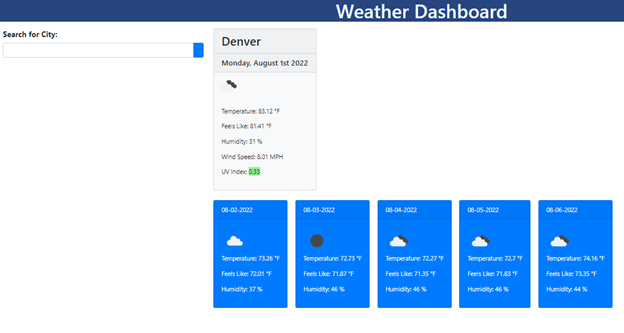 Weather Dashboard
Search for City:
Denver
Monday, August 1st 2022
Temperature: 83.12 °F
Feels Like: 81.41 °F
Humidity: 31 %
Wind Speed: 8.01 MPH
UV Index: 0.33
08-02-2022
Temperature: 73.26 °F
Feels Like: 72.01 °F
Humidity: 37 %
08-03-2022
Temperature: 72.73 °F
Feels Like: 71.87 °F
Humidity: 46 %
08-04-2022
Temperature: 72.27 °F
Feels Like: 71.35 °F
Humidity: 46 %
08-05-2022
Temperature: 72.7 °F
Feels Like: 71.83 °F
Humidity: 46 %
08-06-2022
Temperature: 74.16 °F
Feels Like: 73.35 °F
Humidity: 44 %